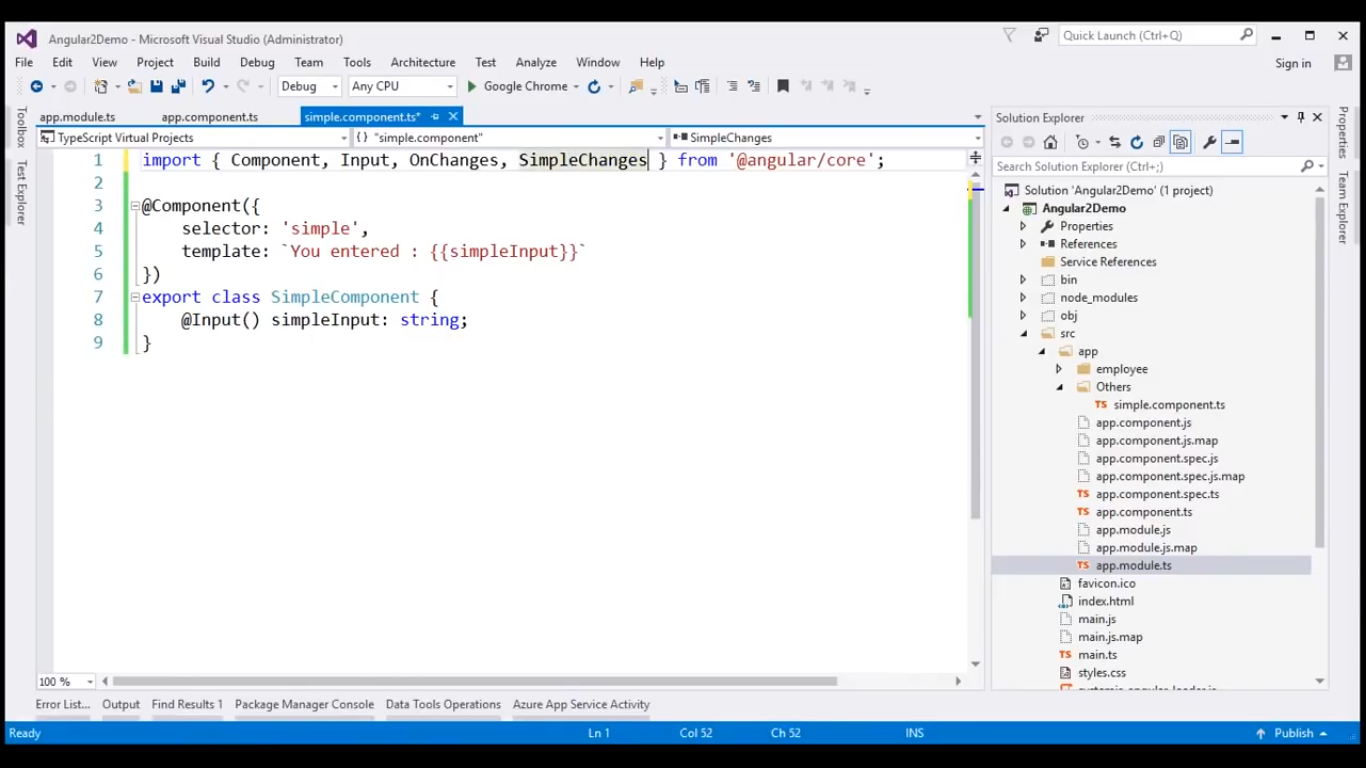 Angular2Demo - Microsoft Visual Studio (Administrator)
Quick Launch (Ctrl+Q)
File Edit View Project Build Debug Team Tools Architecture Test Analyze Window Help
Sign in
Debug Any CPU Google Chrome
Toolbox
Test Explorer
app.module.ts app.component.ts simple.component.ts*
TypeScript Virtual Projects {} "simple.component" SimpleChanges
1 import { Component, Input, OnChanges, SimpleChanges } from '@angular/core';
2
3 @Component({
4 selector: 'simple',
5 template: `You entered : {{simpleInput}}`
6 })
7 export class SimpleComponent {
8 @Input() simpleInput: string;
9 }
100 %
Solution Explorer
Search Solution Explorer (Ctrl+;)
Solution 'Angular2Demo' (1 project)
Angular2Demo
Properties
References
Service References
bin
node_modules
obj
src
app
employee
Others
simple.component.ts
app.component.js
app.component.js.map
app.component.spec.js
app.component.spec.js.map
app.component.spec.ts
app.component.ts
app.module.js
app.module.js.map
app.module.ts
favicon.ico
index.html
main.js
main.js.map
main.ts
styles.css
Properties
Team Explorer
Error List... Output Find Results 1 Package Manager Console Data Tools Operations Azure App Service Activity
Ready Ln 1 Col 52 Ch 52 INS Publish